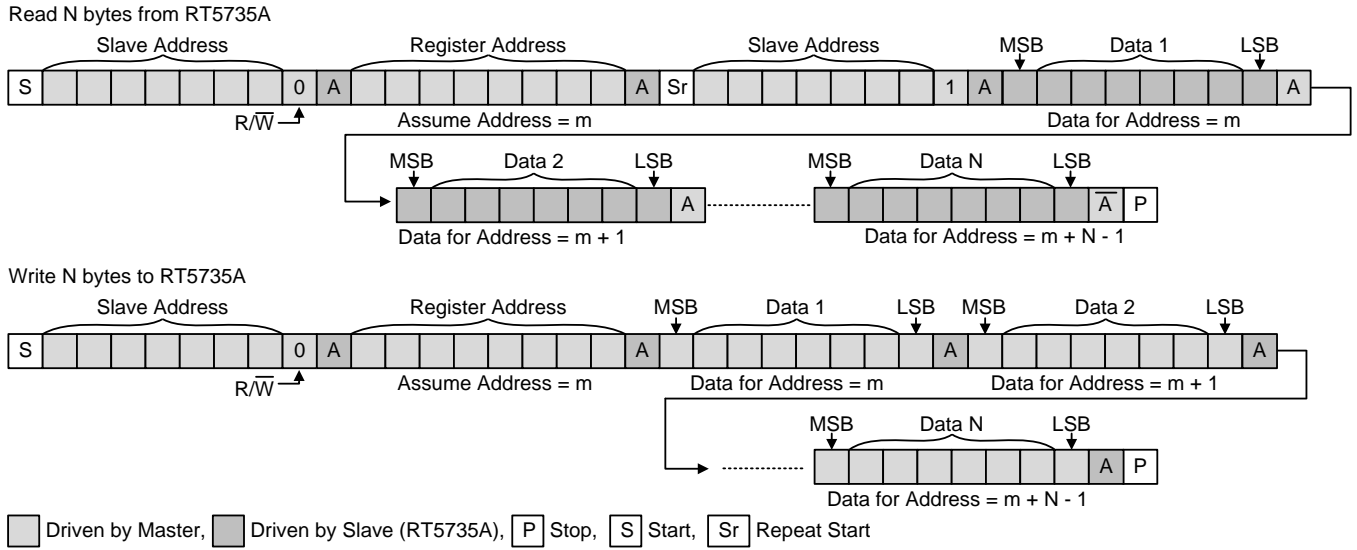 Read N bytes from RT5735A
Slave Address Register Address Slave Address MSB Data 1 LSB
S 0 A A Sr 1 A A
R/W̅ Assume Address = m Data for Address = m
MSB Data 2 LSB MSB Data N LSB
A A̅ P
Data for Address = m + 1 Data for Address = m + N - 1
Write N bytes to RT5735A
Slave Address Register Address MSB Data 1 LSB MSB Data 2 LSB
S 0 A A A A
R/W̅ Assume Address = m Data for Address = m Data for Address = m + 1
MSB Data N LSB
A P
Data for Address = m + N - 1
Driven by Master, Driven by Slave (RT5735A), P Stop, S Start, Sr Repeat Start